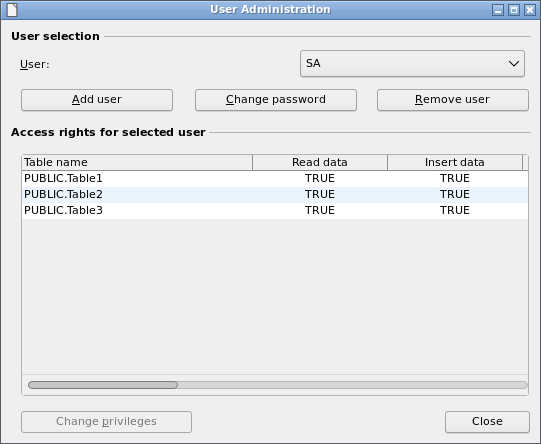 User Administration
User selection
User:
SA
Add user
Change password
Remove user
Access rights for selected user
Table name Read data Insert data
PUBLIC.Table1 TRUE TRUE
PUBLIC.Table2 TRUE TRUE
PUBLIC.Table3 TRUE TRUE
Change privileges
Close